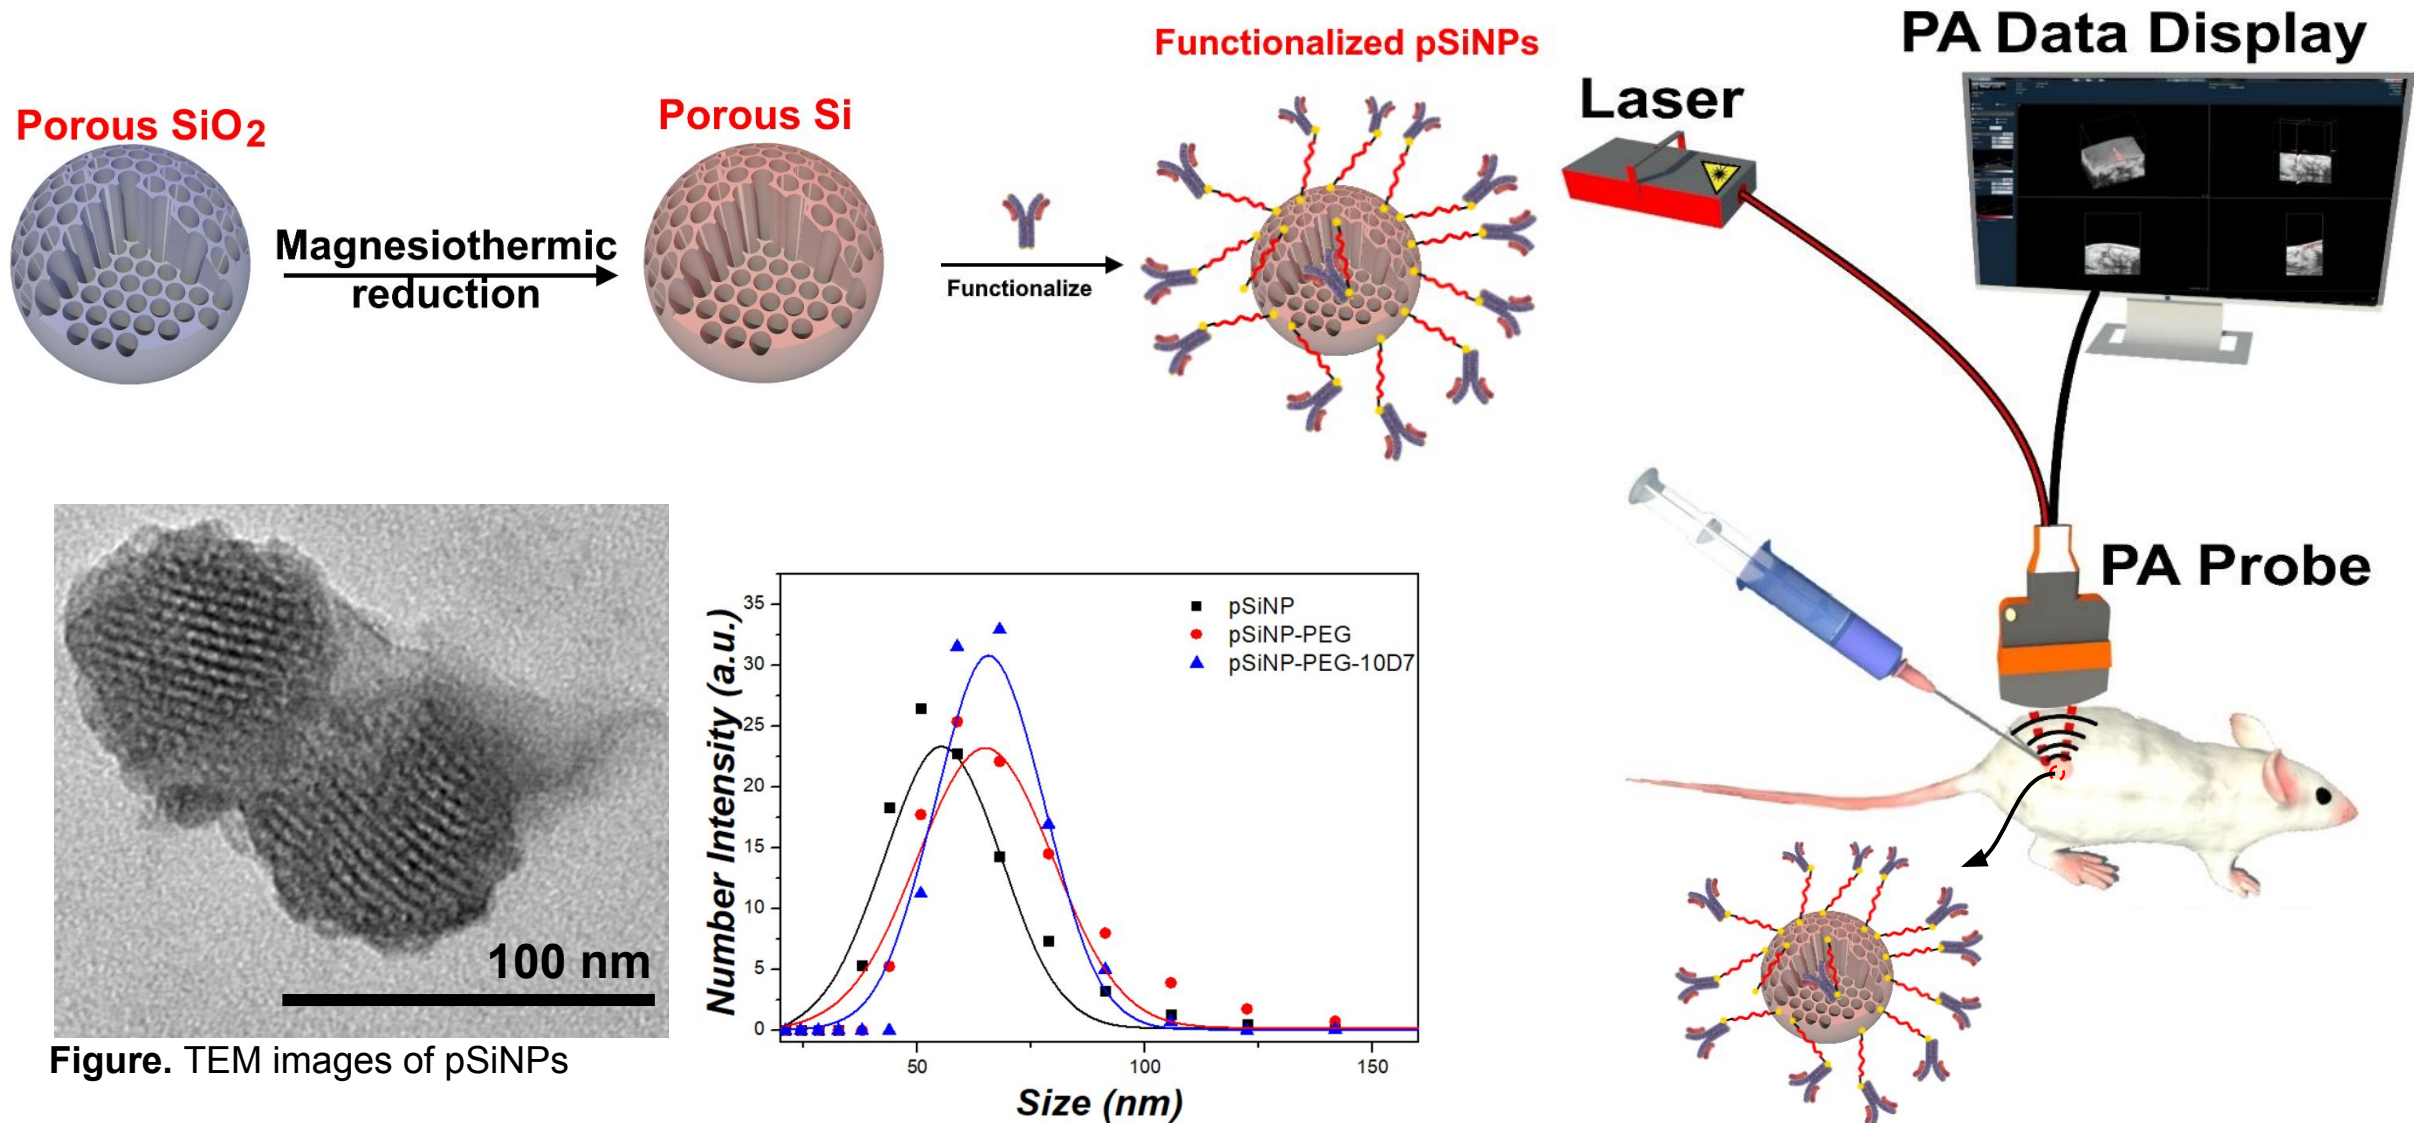 Functionalized pSiNPs
PA Data Display
Laser
Porous SiO2
Porous Si
Magnesiothermic
reduction
Functionalize
PA Probe
100 nm
Figure. TEM images of pSiNPs
Number Intensity (a.u.)
35
30
25
20
15
10
5
0
pSiNP
pSiNP-PEG
pSiNP-PEG-10D7
50
100
150
Size (nm)